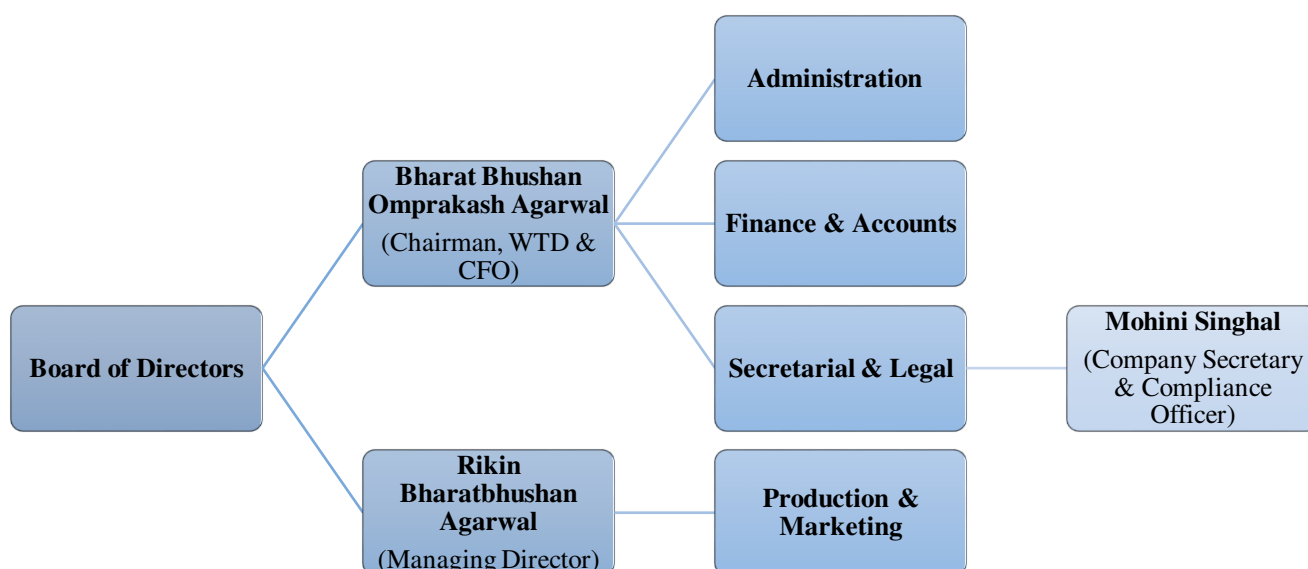 Administration
Bharat Bhushan
Omprakash Agarwal
(Chairman, WTD &
CFO)
Finance & Accounts
Board of Directors
Secretarial & Legal
Mohini Singhal
(Company Secretary
& Compliance
Officer)
Rikin
Bharatbhushan
Agarwal
(Managing Director)
Production &
Marketing